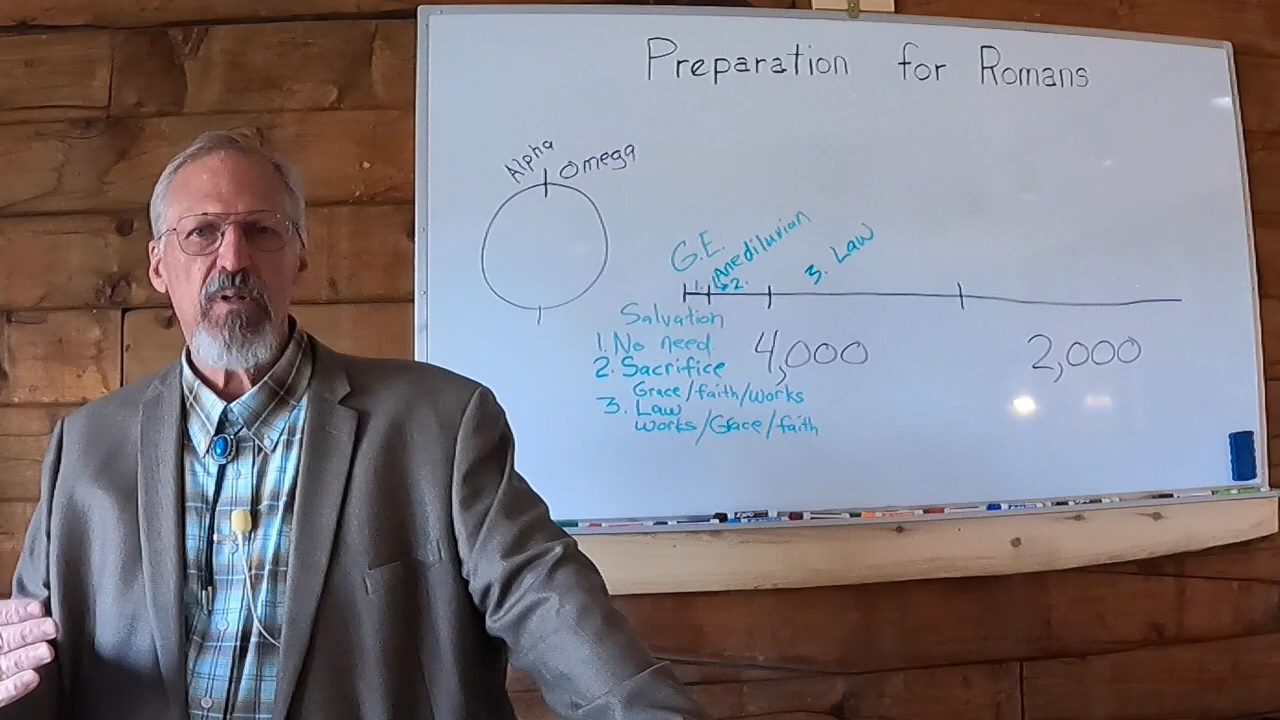 Preparation for Romans
Alpha Omega
G.E.
Anediluvian
3. Law
1.
2.
Salvation
1. No need
4,000
2,000
2. Sacrifice
Grace/faith/works
3. Law
works/Grace/faith